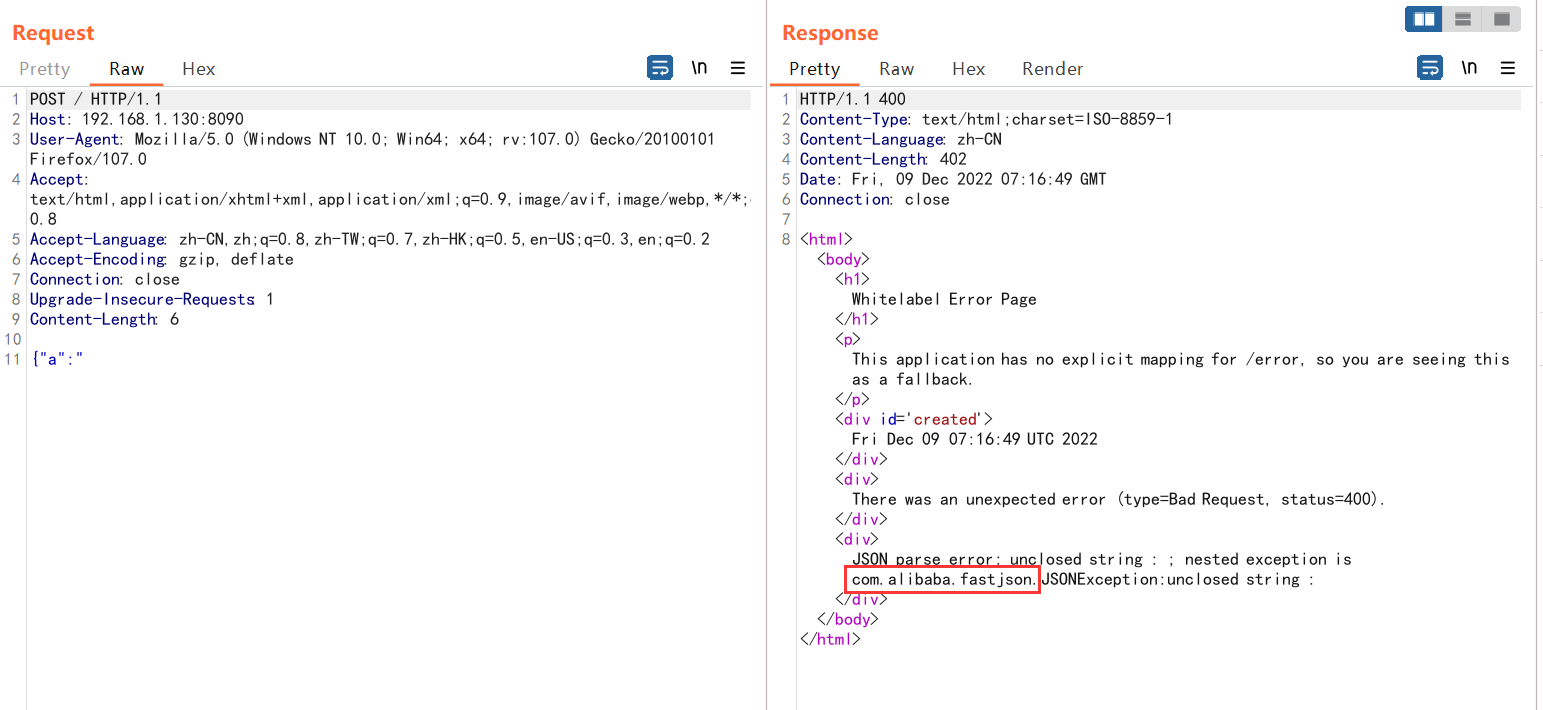 Request
Pretty Raw Hex \n
1 POST / HTTP/1.1
2 Host: 192.168.1.130:8090
3 User-Agent: Mozilla/5.0 (Windows NT 10.0; Win64; x64; rv:107.0) Gecko/20100101
Firefox/107.0
4 Accept:
text/html,application/xhtml+xml,application/xml;q=0.9,image/avif,image/webp,*/*;
0.8
5 Accept-Language: zh-CN,zh;q=0.8,zh-TW;q=0.7,zh-HK;q=0.5,en-US;q=0.3,en;q=0.2
6 Accept-Encoding: gzip, deflate
7 Connection: close
8 Upgrade-Insecure-Requests: 1
9 Content-Length: 6
10
11 {"a":"
Response
Pretty Raw Hex Render \n
1 HTTP/1.1 400
2 Content-Type: text/html;charset=ISO-8859-1
3 Content-Language: zh-CN
4 Content-Length: 402
5 Date: Fri, 09 Dec 2022 07:16:49 GMT
6 Connection: close
7
8 <html>
<body>
<h1>
Whitelabel Error Page
</h1>
<p>
This application has no explicit mapping for /error, so you are seeing this
as a fallback.
</p>
<div id='created'>
Fri Dec 09 07:16:49 UTC 2022
</div>
<div>
There was an unexpected error (type=Bad Request, status=400).
</div>
<div>
JSON parse error: unclosed string : ; nested exception is
com.alibaba.fastjson.JSONException:unclosed string :
</div>
</body>
</html>